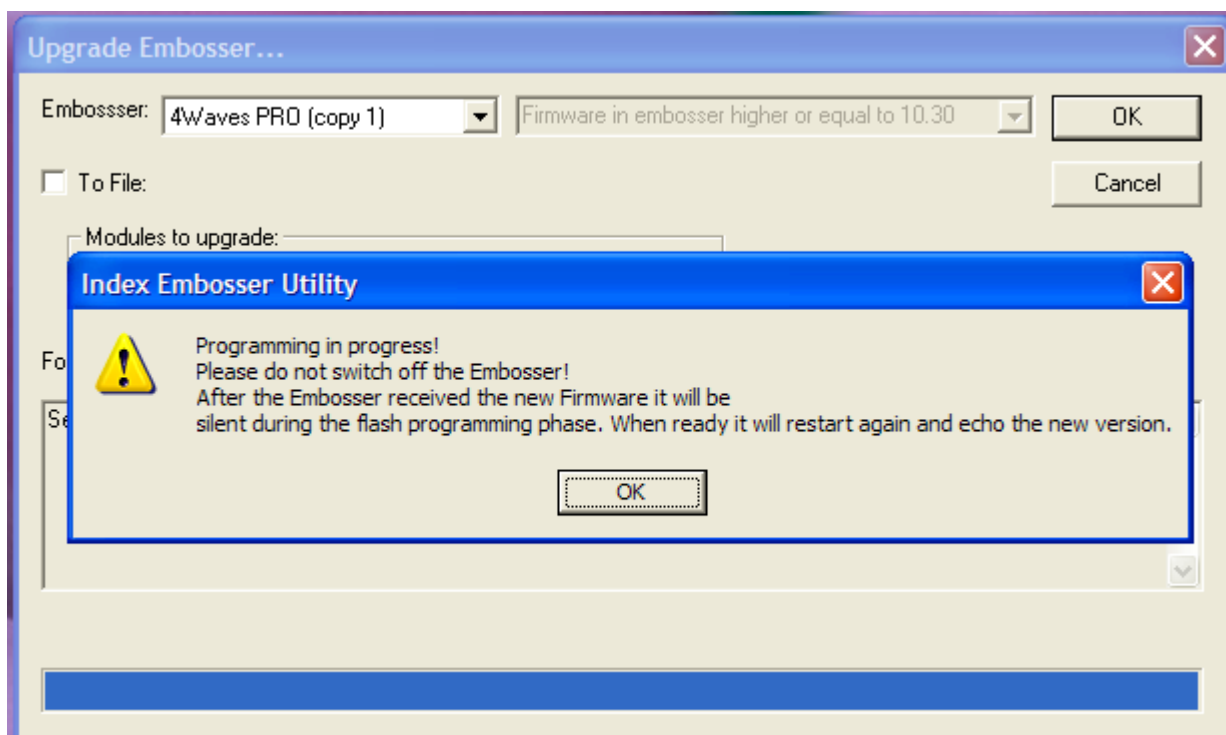 Upgrade Embosser...
Embossser: 4Waves PRO (copy 1) Firmware in embosser higher or equal to 10.30 OK
To File: Cancel
Modules to upgrade:
Index Embosser Utility
Programming in progress!
Please do not switch off the Embosser!
After the Embosser received the new Firmware it will be
silent during the flash programming phase. When ready it will restart again and echo the new version.
OK